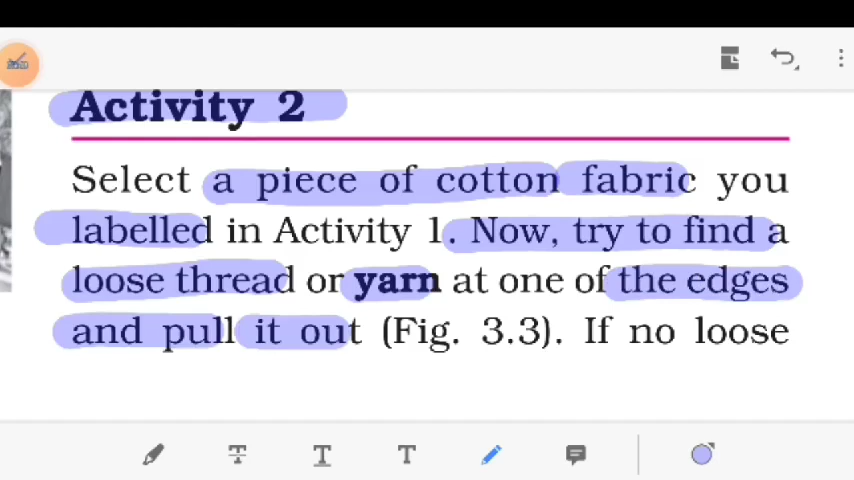 Activity 2
Select a piece of cotton fabric you
labelled in Activity 1. Now, try to find a
loose thread or yarn at one of the edges
and pull it out (Fig. 3.3). If no loose